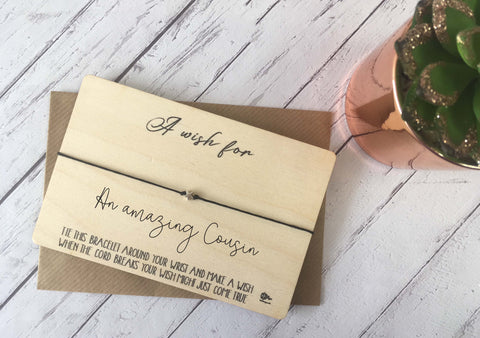 A wish for
An amazing Cousin
TIE THIS BRACELET AROUND YOUR WRIST AND MAKE A WISH
WHEN THE CORD BREAKS YOUR WISH MIGHT JUST COME TRUE